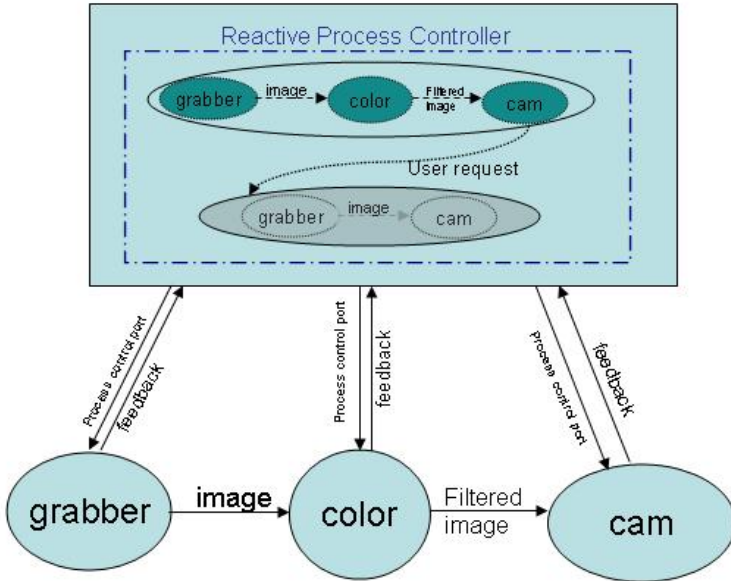 Reactive Process Controller
grabber
image
color
Filtered
Image
cam
User request
grabber
image
cam
Process control port
feedback
Process control port
feedback
Process control port
feedback
grabber
image
color
Filtered
image
cam